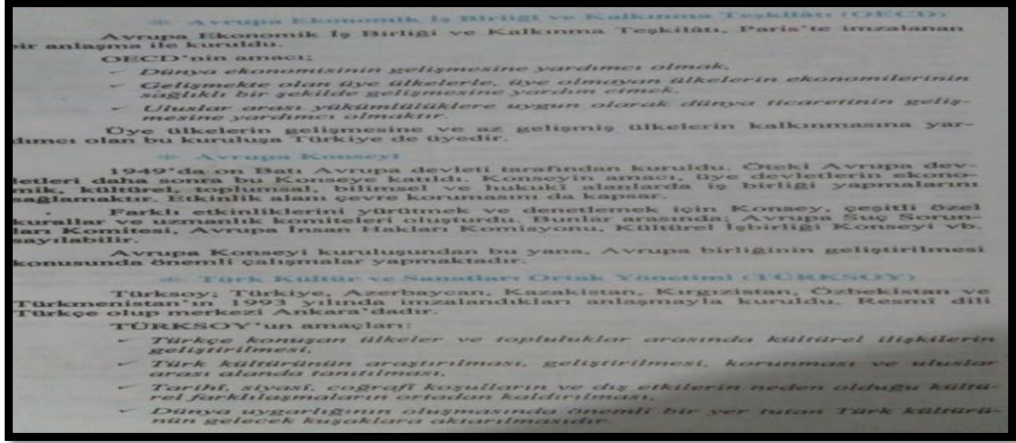 Avrupa Ekonomik İş Birliği ve Kalkınma Teşkilâtı (OECD)
Avrupa Ekonomik İş Birliği ve Kalkınma Teşkilâtı, Paris'te imzalanan
bir anlaşma ile kuruldu.
OECD'nin amacı;
Dünya ekonomisinin gelişmesine yardımcı olmak,
Gelişmekte olan üye ülkelerle, üye olmayan ülkelerin ekonomilerinin
sağlıklı bir şekilde gelişmesine yardım etmek,
Uluslar arası yükümlülüklere uygun olarak dünya ticaretinin geliş-
mesine yardımcı olmaktır.
Üye ülkelerin gelişmesine ve az gelişmiş ülkelerin kalkınmasına yar-
dımcı olan bu kuruluşa Türkiye de üyedir.
Avrupa Konseyi
1949'da on Batı Avrupa devleti tarafından kuruldu. Öteki Avrupa dev-
letleri daha sonra bu Konseye katıldı. Konseyin amacı, üye devletlerin ekono-
mik, kültürel, toplumsal, bilimsel ve hukukî alanlarda iş birliği yapmalarını
sağlamaktır. Etkinlik alanı çevre korumasını da kapsar.
Farklı etkinliklerini yürütmek ve denetlemek için Konsey, çeşitli özel
kurallar ve uzmanlık komiteleri oluşturdu. Bunlar arasında; Avrupa Suç Sorun-
ları Komitesi, Avrupa İnsan Hakları Komisyonu, Kültürel İşbirliği Konseyi vb.
sayılabilir.
Avrupa Konseyi kuruluşundan bu yana, Avrupa birliğinin geliştirilmesi
konusunda önemli çalışmalar yapmaktadır.
Türk Kültür ve Sanatları Ortak Yönetimi (TÜRKSOY)
Türksoy; Türkiye, Azerbaycan, Kazakistan, Kırgızistan, Özbekistan ve
Türkmenistan'ın 1993 yılında imzalandıkları anlaşmayla kuruldu. Resmî dili
Türkçe olup merkezi Ankara'dadır.
TÜRKSOY'un amaçları;
Türkçe konuşan ülkeler ve topluluklar arasında kültürel ilişkilerin
geliştirilmesi,
Türk kültürünün araştırılması, geliştirilmesi, korunması ve uluslar
arası alanda tanıtılması,
Tarihî, siyasî, coğrafî koşulların ve dış etkilerin neden olduğu kültü-
rel farklılaşmaların ortadan kaldırılması,
Dünya uygarlığının oluşmasında önemli bir yer tutan Türk kültürü-
nün gelecek kuşaklara aktarılmasıdır.